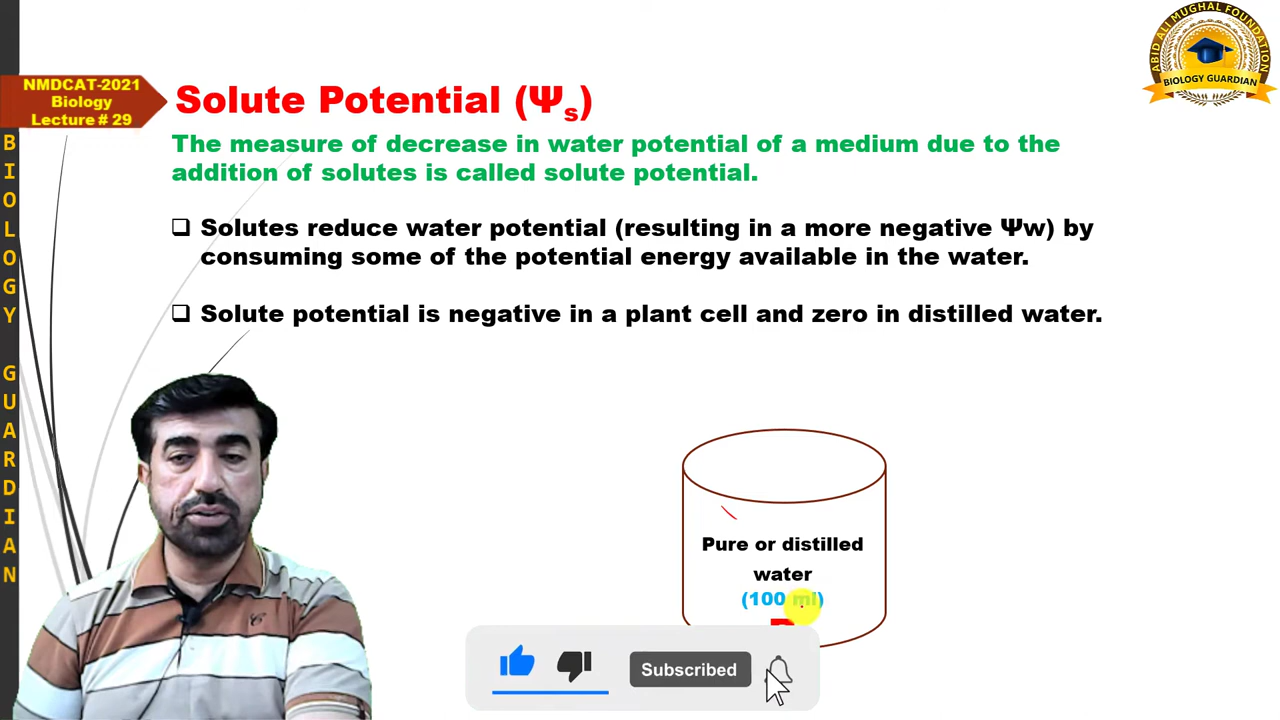 ABID ALI MUGHAL FOUNDATION
BIOLOGY GUARDIAN
NMDCAT-2021
Biology
Lecture # 29
Solute Potential (Ψs)
The measure of decrease in water potential of a medium due to the
addition of solutes is called solute potential.
❑ Solutes reduce water potential (resulting in a more negative Ψw) by
consuming some of the potential energy available in the water.
❑ Solute potential is negative in a plant cell and zero in distilled water.
BIOLOGY GUARDIAN
Pure or distilled
water
(100 ml)
Subscribed